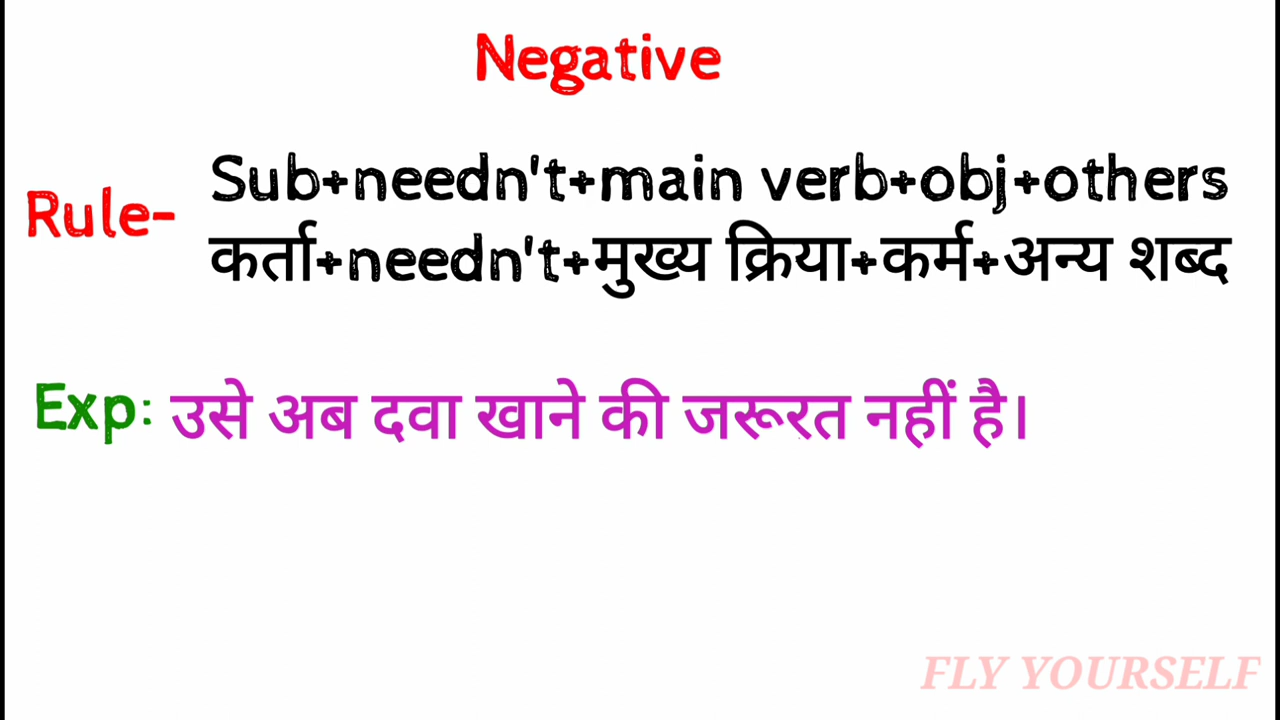 Negative
Rule-
Sub+needn't+main verb+obj+others
कर्ता+needn't+मुख्य क्रिया+कर्म+अन्य शब्द
Exp: उसे अब दवा खाने की जरूरत नहीं है।
FLY YOURSELF